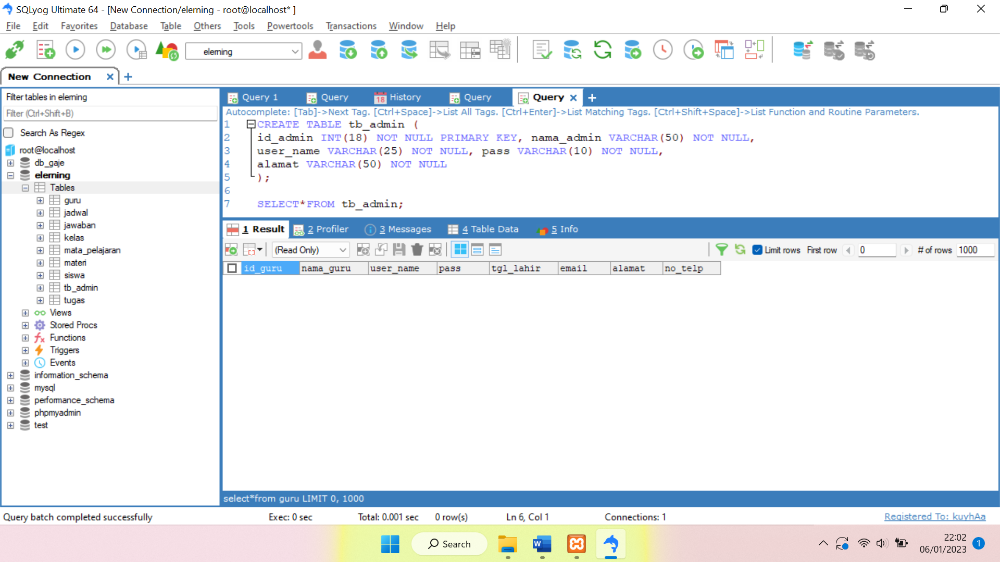 SQLyog Ultimate 64 - [New Connection/elerning - root@localhost* ]
File Edit Favorites Database Table Others Tools Powertools Transactions Window Help
elerning
New Connection
Filter tables in elerning
Filter (Ctrl+Shift+B)
Search As Regex
root@localhost
db_gaje
elerning
Tables
guru
jadwal
jawaban
kelas
mata_pelajaran
materi
siswa
tb_admin
tugas
Views
Stored Procs
Functions
Triggers
Events
information_schema
mysql
performance_schema
phpmyadmin
test
Query 1 Query 18 History Query Query
Autocomplete: [Tab]->Next Tag. [Ctrl+Space]->List All Tags. [Ctrl+Enter]->List Matching Tags. [Ctrl+Shift+Space]->List Function and Routine Parameters.
1 CREATE TABLE tb_admin (
2 id_admin INT(18) NOT NULL PRIMARY KEY, nama_admin VARCHAR(50) NOT NULL,
3 user_name VARCHAR(25) NOT NULL, pass VARCHAR(10) NOT NULL,
4 alamat VARCHAR(50) NOT NULL
5 );
6
7 SELECT*FROM tb_admin;
1 Result 2 Profiler 3 Messages 4 Table Data 5 Info
(Read Only) Limit rows First row 0 # of rows 1000
id_guru nama_guru user_name pass tgl_lahir email alamat no_telp
select*from guru LIMIT 0, 1000
Query batch completed successfully Exec: 0 sec Total: 0.001 sec 0 row(s) Ln 6, Col 1 Connections: 1 Registered To: kuyhAa
Search
22:02
06/01/2023
1